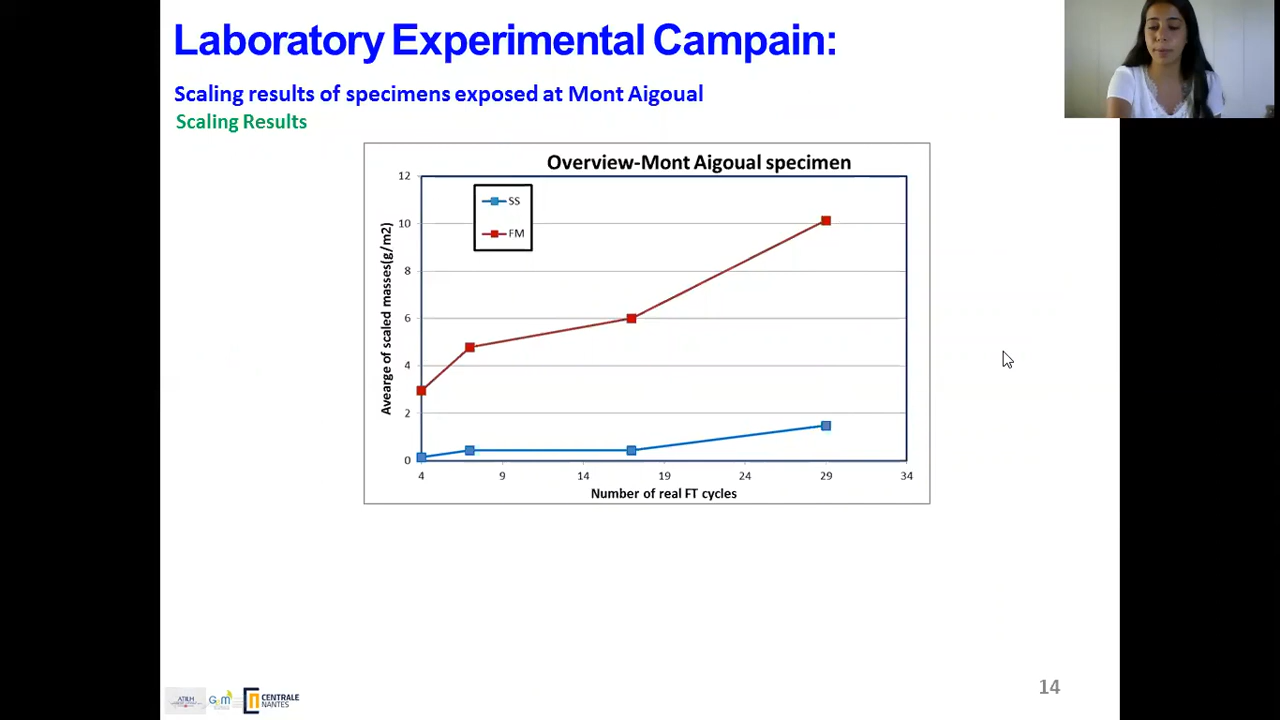 Laboratory Experimental Campain:
Scaling results of specimens exposed at Mont Aigoual
Scaling Results
Overview-Mont Aigoual specimen
SS
FM
Avearge of scaled masses(g/m2)
12
10
8
6
4
2
0
4 9 14 19 24 29 34
Number of real FT cycles
CENTRALE
NANTES
14